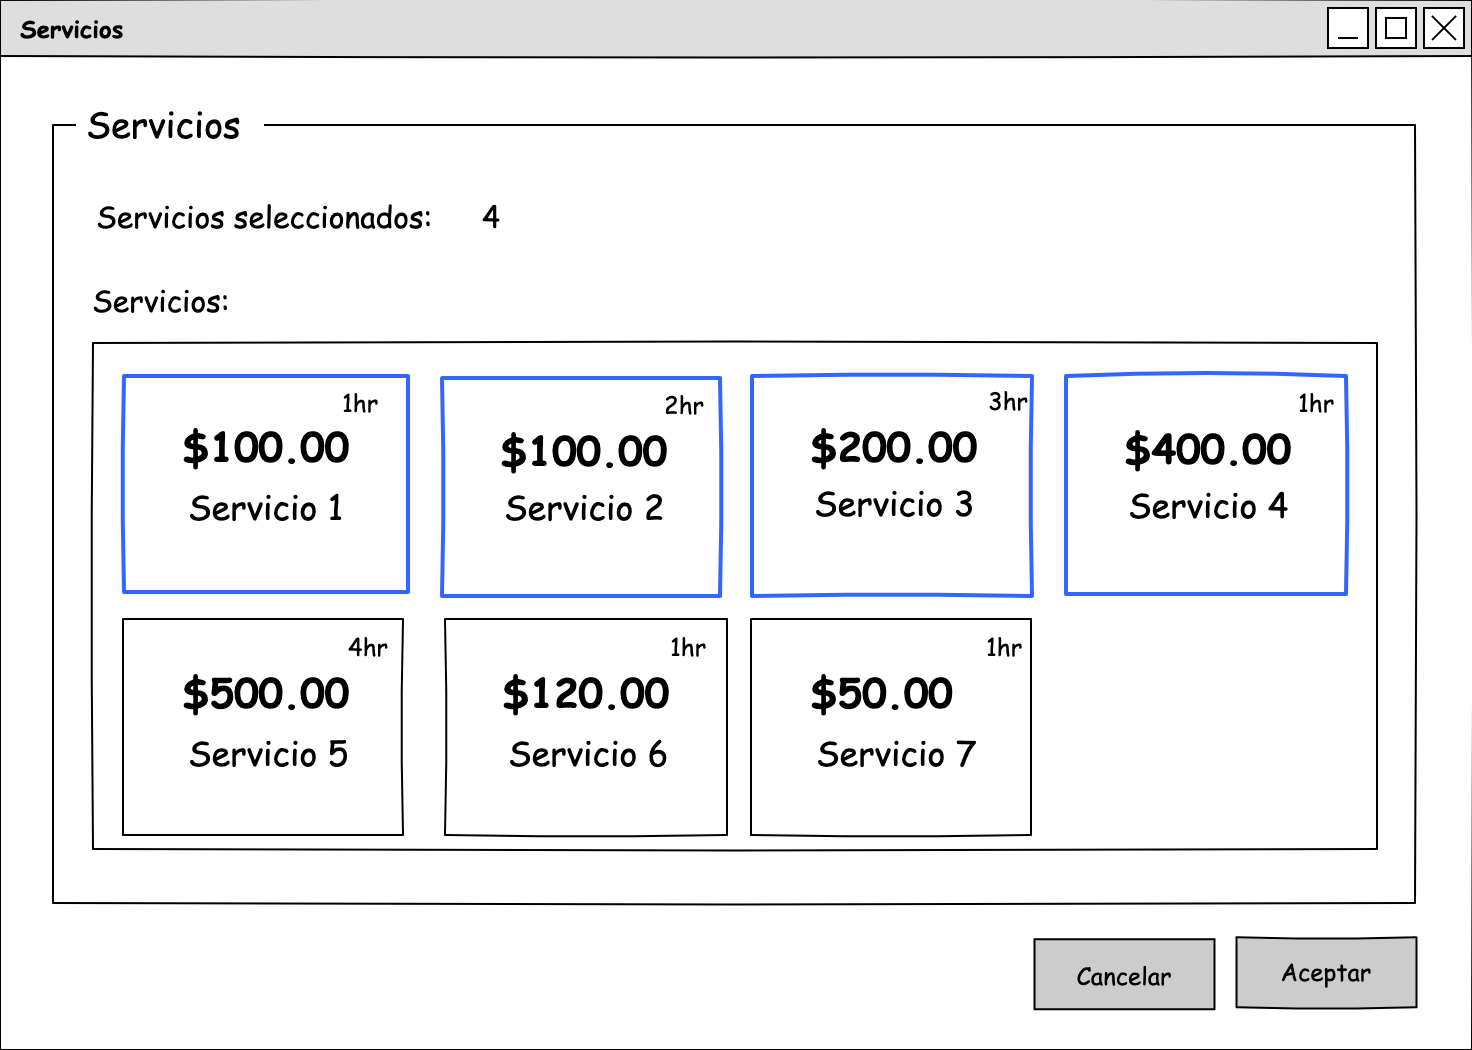 Servicios
Servicios
Servicios seleccionados: 4
Servicios:
1hr
$100.00
Servicio 1
2hr
$100.00
Servicio 2
3hr
$200.00
Servicio 3
1hr
$400.00
Servicio 4
4hr
$500.00
Servicio 5
1hr
$120.00
Servicio 6
1hr
$50.00
Servicio 7
Cancelar
Aceptar